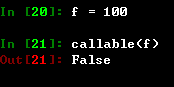 In [20]: f = 100
In [21]: callable(f)
Out[21]: False